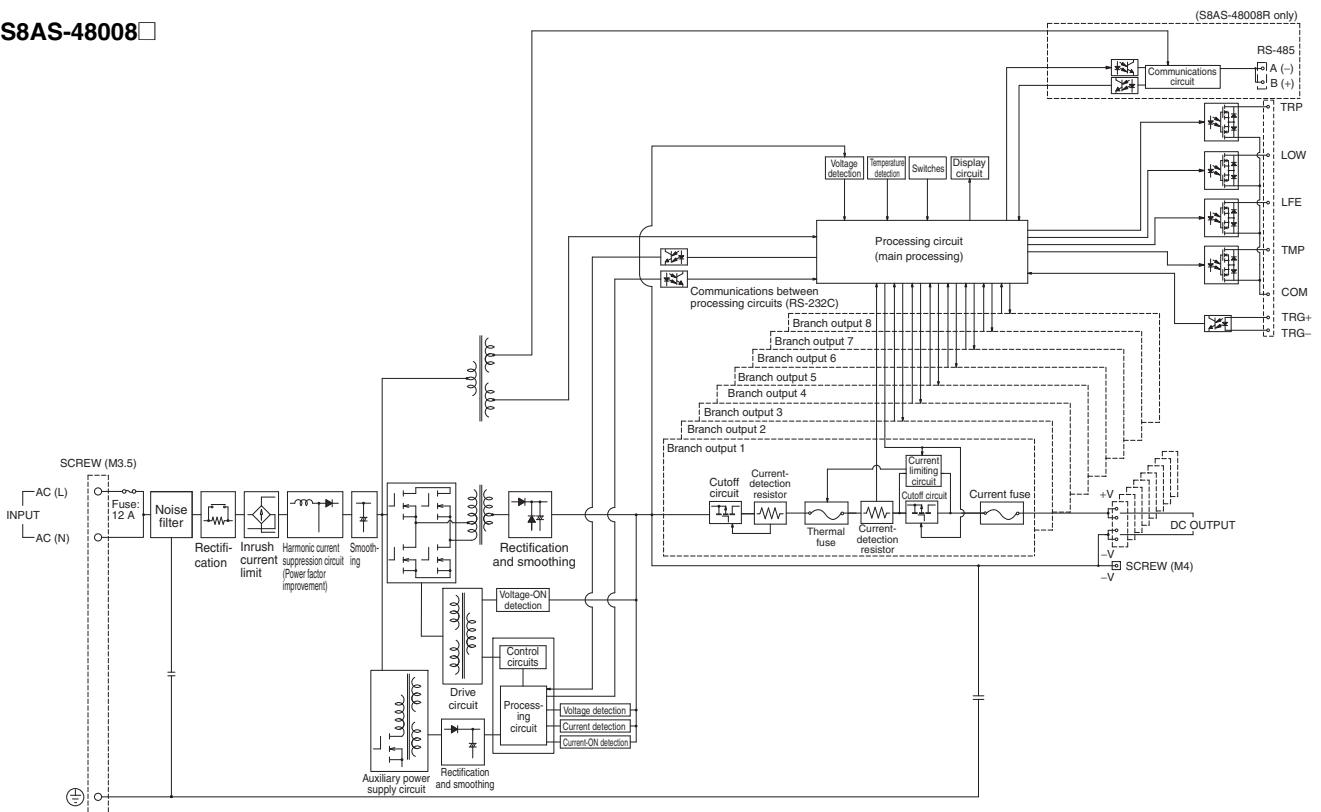 S8AS-48008□
(S8AS-48008R only)
RS-485
A (−)
B (+)
Communications
circuit
TRP
LOW
LFE
TMP
COM
TRG+
TRG−
Voltage
detection
Temperature
detection
Switches
Display
circuit
Processing circuit
(main processing)
Communications between
processing circuits (RS-232C)
Branch output 8
Branch output 7
Branch output 6
Branch output 5
Branch output 4
Branch output 3
Branch output 2
Branch output 1
SCREW (M3.5)
AC (L)
INPUT
AC (N)
Fuse:
12 A
Noise
filter
Rectifi-
cation
Inrush
current
limit
Harmonic current
suppression circuit
(Power factor
improvement)
Smooth-
ing
Rectification
and smoothing
Cutoff
circuit
Current-
detection
resistor
Thermal
fuse
Current-
detection
resistor
Current
limiting
circuit
Cutoff circuit
Current fuse
+V
DC OUTPUT
−V
SCREW (M4)
−V
Voltage-ON
detection
Control
circuits
Drive
circuit
Process-
ing
circuit
Voltage detection
Current detection
Current-ON detection
Auxiliary power
supply circuit
Rectification
and smoothing